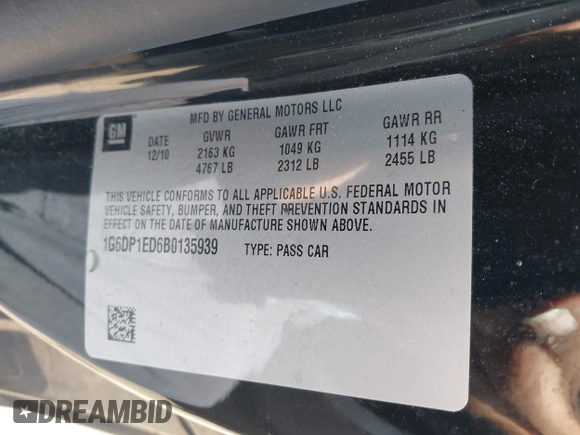 MFD BY GENERAL MOTORS LLC
GM
DATE GVWR GAWR FRT GAWR RR
12/10 2163 KG 1049 KG 1114 KG
4767 LB 2312 LB 2455 LB
THIS VEHICLE CONFORMS TO ALL APPLICABLE U.S. FEDERAL MOTOR
VEHICLE SAFETY, BUMPER, AND THEFT PREVENTION STANDARDS IN
EFFECT ON THE DATE OF MANUFACTURE SHOWN ABOVE.
1G6DP1ED6B0135939 TYPE: PASS CAR
DREAMBID